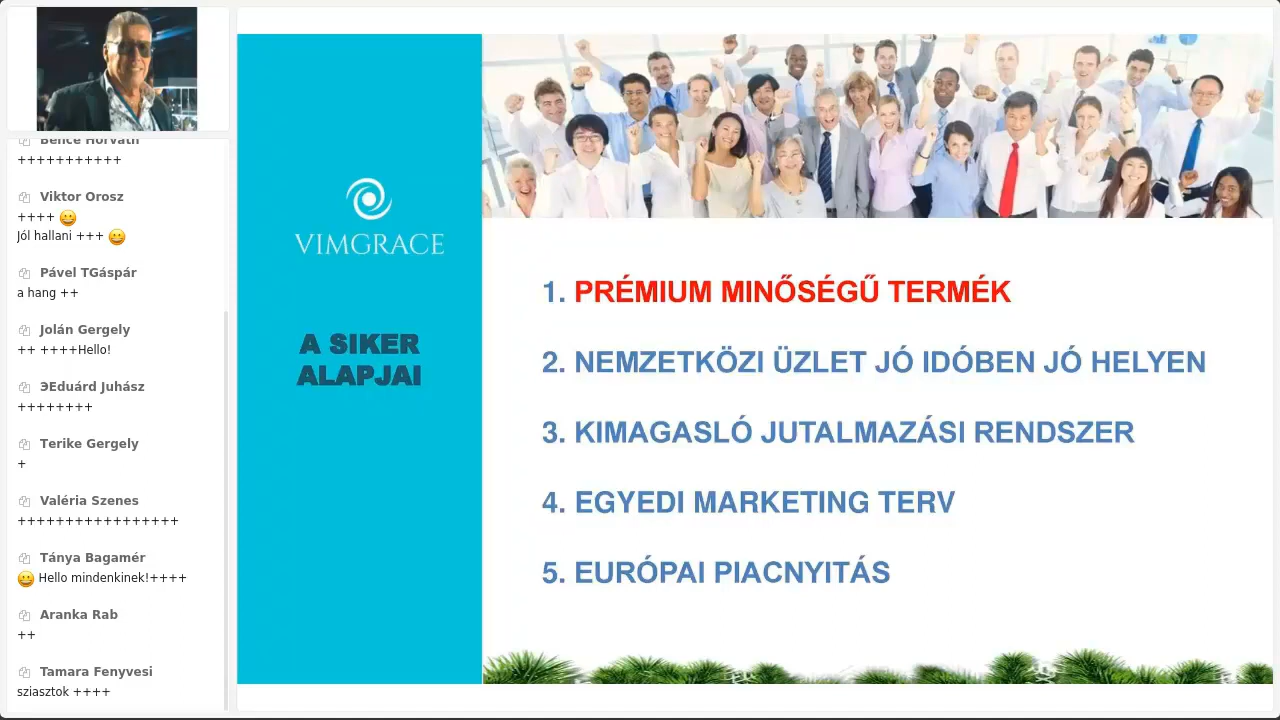 Bence Horváth
+++++++++++
Viktor Orosz
++++
Jól hallani +++
Pável TGáspár
a hang ++
Jolán Gergely
++ ++++Hello!
ЭEduárd Juhász
++++++++
Terike Gergely
+
Valéria Szenes
+++++++++++++++++
Tánya Bagamér
Hello mindenkinek!++++
Aranka Rab
++
Tamara Fenyvesi
sziasztok ++++
VIMGRACE
A SIKER
ALAPJAI
1. PRÉMIUM MINŐSÉGŰ TERMÉK
2. NEMZETKÖZI ÜZLET JÓ IDÓBEN JÓ HELYEN
3. KIMAGASLÓ JUTALMAZÁSI RENDSZER
4. EGYEDI MARKETING TERV
5. EURÓPAI PIACNYITÁS